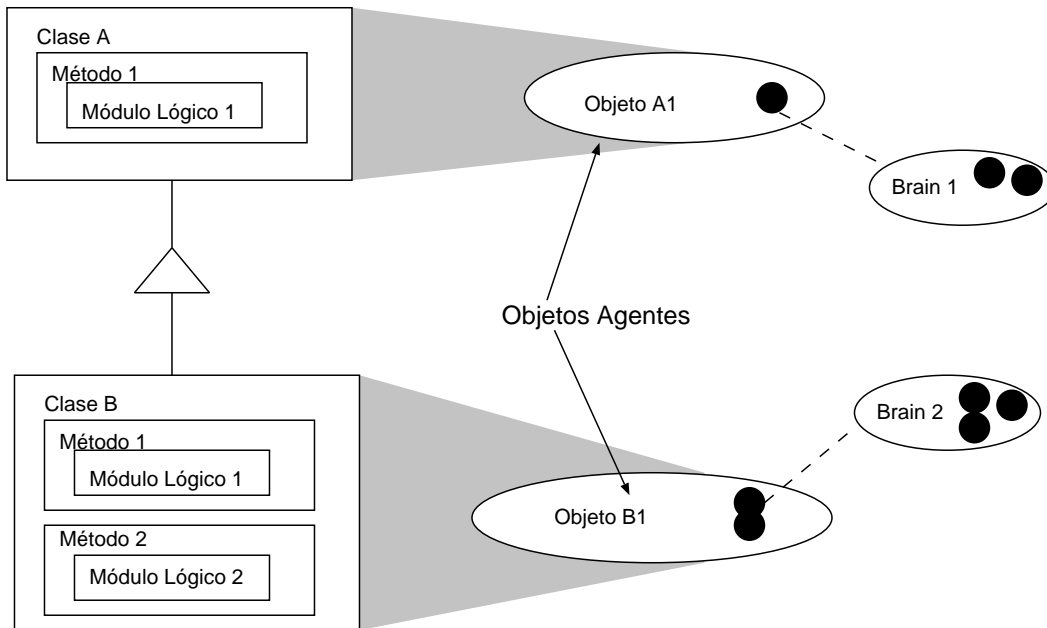 Clase A
Método 1
Módulo Lógico 1
Objeto A1
Brain 1
Objetos Agentes
Clase B
Método 1
Módulo Lógico 1
Método 2
Módulo Lógico 2
Objeto B1
Brain 2